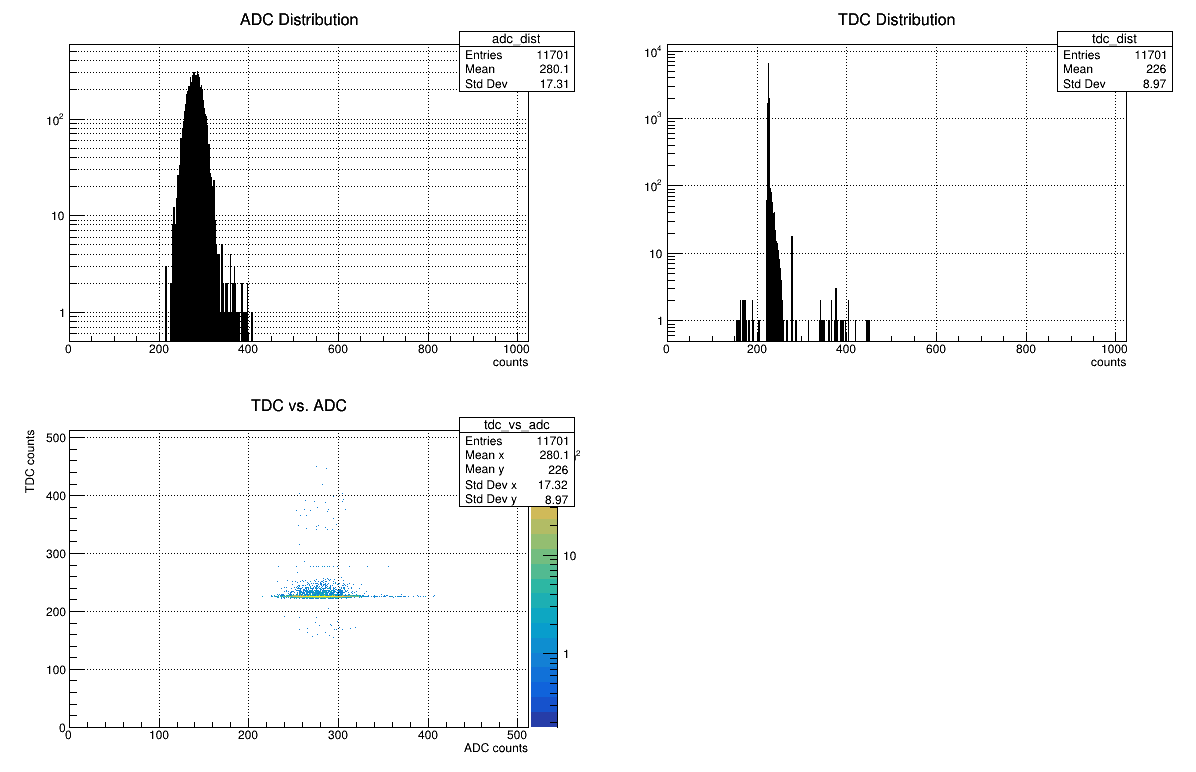 ADC Distribution
adc_dist
Entries 11701
Mean 280.1
Std Dev 17.31
10²
10
1
0 200 400 600 800 1000
counts
TDC Distribution
tdc_dist
Entries 11701
Mean 226
Std Dev 8.97
10⁴
10³
10²
10
1
0 200 400 600 800 1000
counts
TDC vs. ADC
tdc_vs_adc
Entries 11701
Mean x 280.1
Mean y 226
Std Dev x 17.32
Std Dev y 8.97
TDC counts
500
400
300
200
100
0
0 100 200 300 400 500
ADC counts
2
10
1